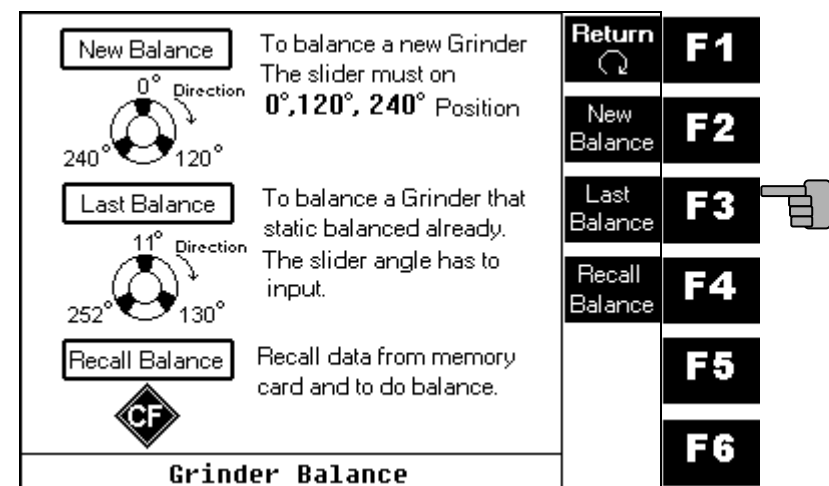 New Balance
To balance a new Grinder
The slider must on
0°,120°, 240° Position
0°
Direction
240°
120°
Last Balance
To balance a Grinder that
static balanced already.
The slider angle has to
input.
11°
Direction
252°
130°
Recall Balance
Recall data from memory
card and to do balance.
CF
Grinder Balance
Return
New
Balance
Last
Balance
Recall
Balance
F1
F2
F3
F4
F5
F6